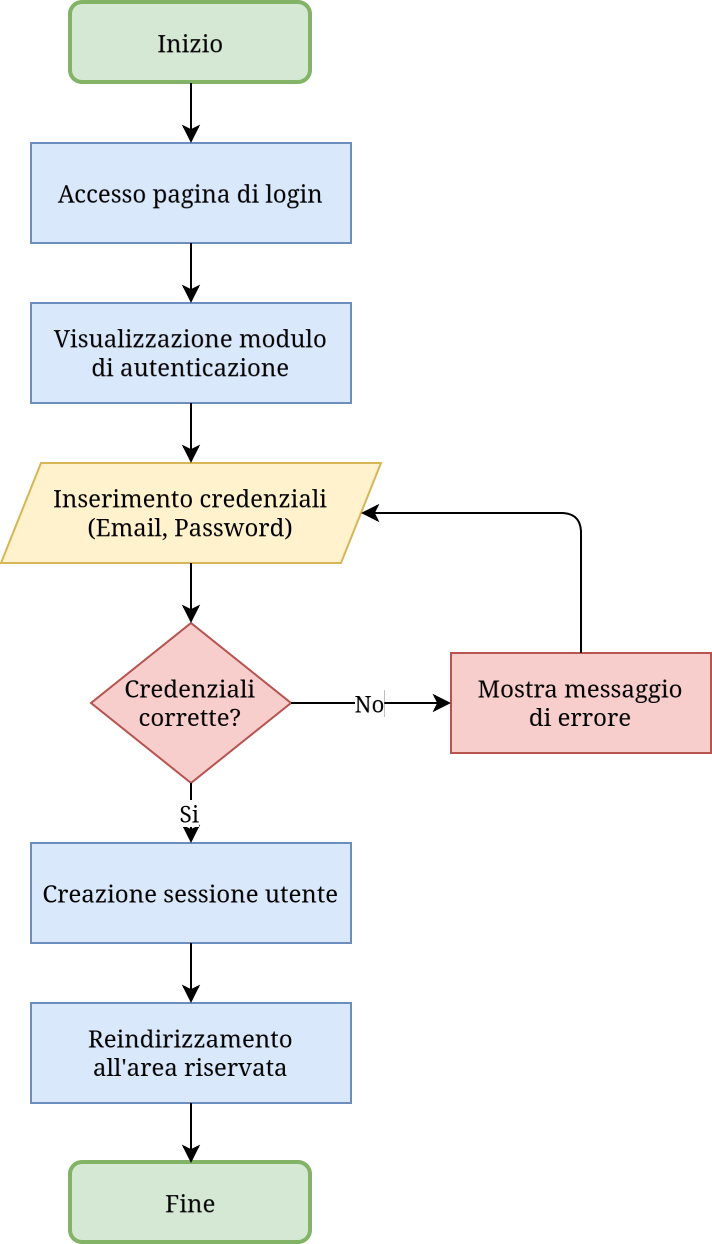 Inizio
Accesso pagina di login
Visualizzazione modulo
di autenticazione
Inserimento credenziali
(Email, Password)
Credenziali
corrette?
No
Mostra messaggio
di errore
Si
Creazione sessione utente
Reindirizzamento
all'area riservata
Fine